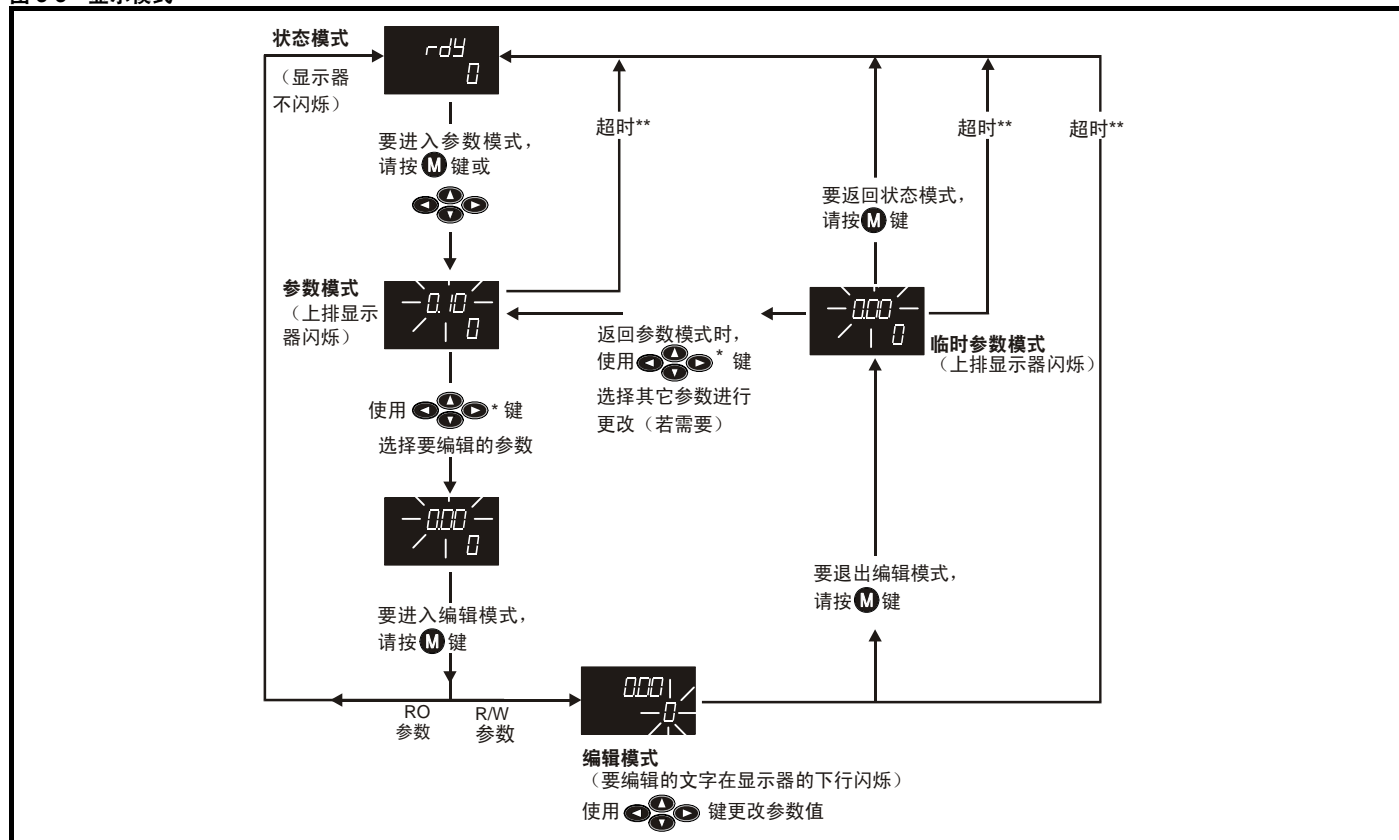 显示模式
状态模式
（显示器
不闪烁）
rdY
0
要进入参数模式，
请按 M 键或
超时**
超时**
超时**
要返回状态模式，
请按 M 键
参数模式
（上排显示
器闪烁）
0.10
0
返回参数模式时，
使用 * 键
选择其它参数进行
更改（若需要）
0.00
0
临时参数模式
（上排显示器闪烁）
使用 * 键
选择要编辑的参数
0.00
0
要进入编辑模式，
请按 M 键
要退出编辑模式，
请按 M 键
RO
参数
R/W
参数
0.00
0
编辑模式
（要编辑的文字在显示器的下行闪烁）
使用 键更改参数值